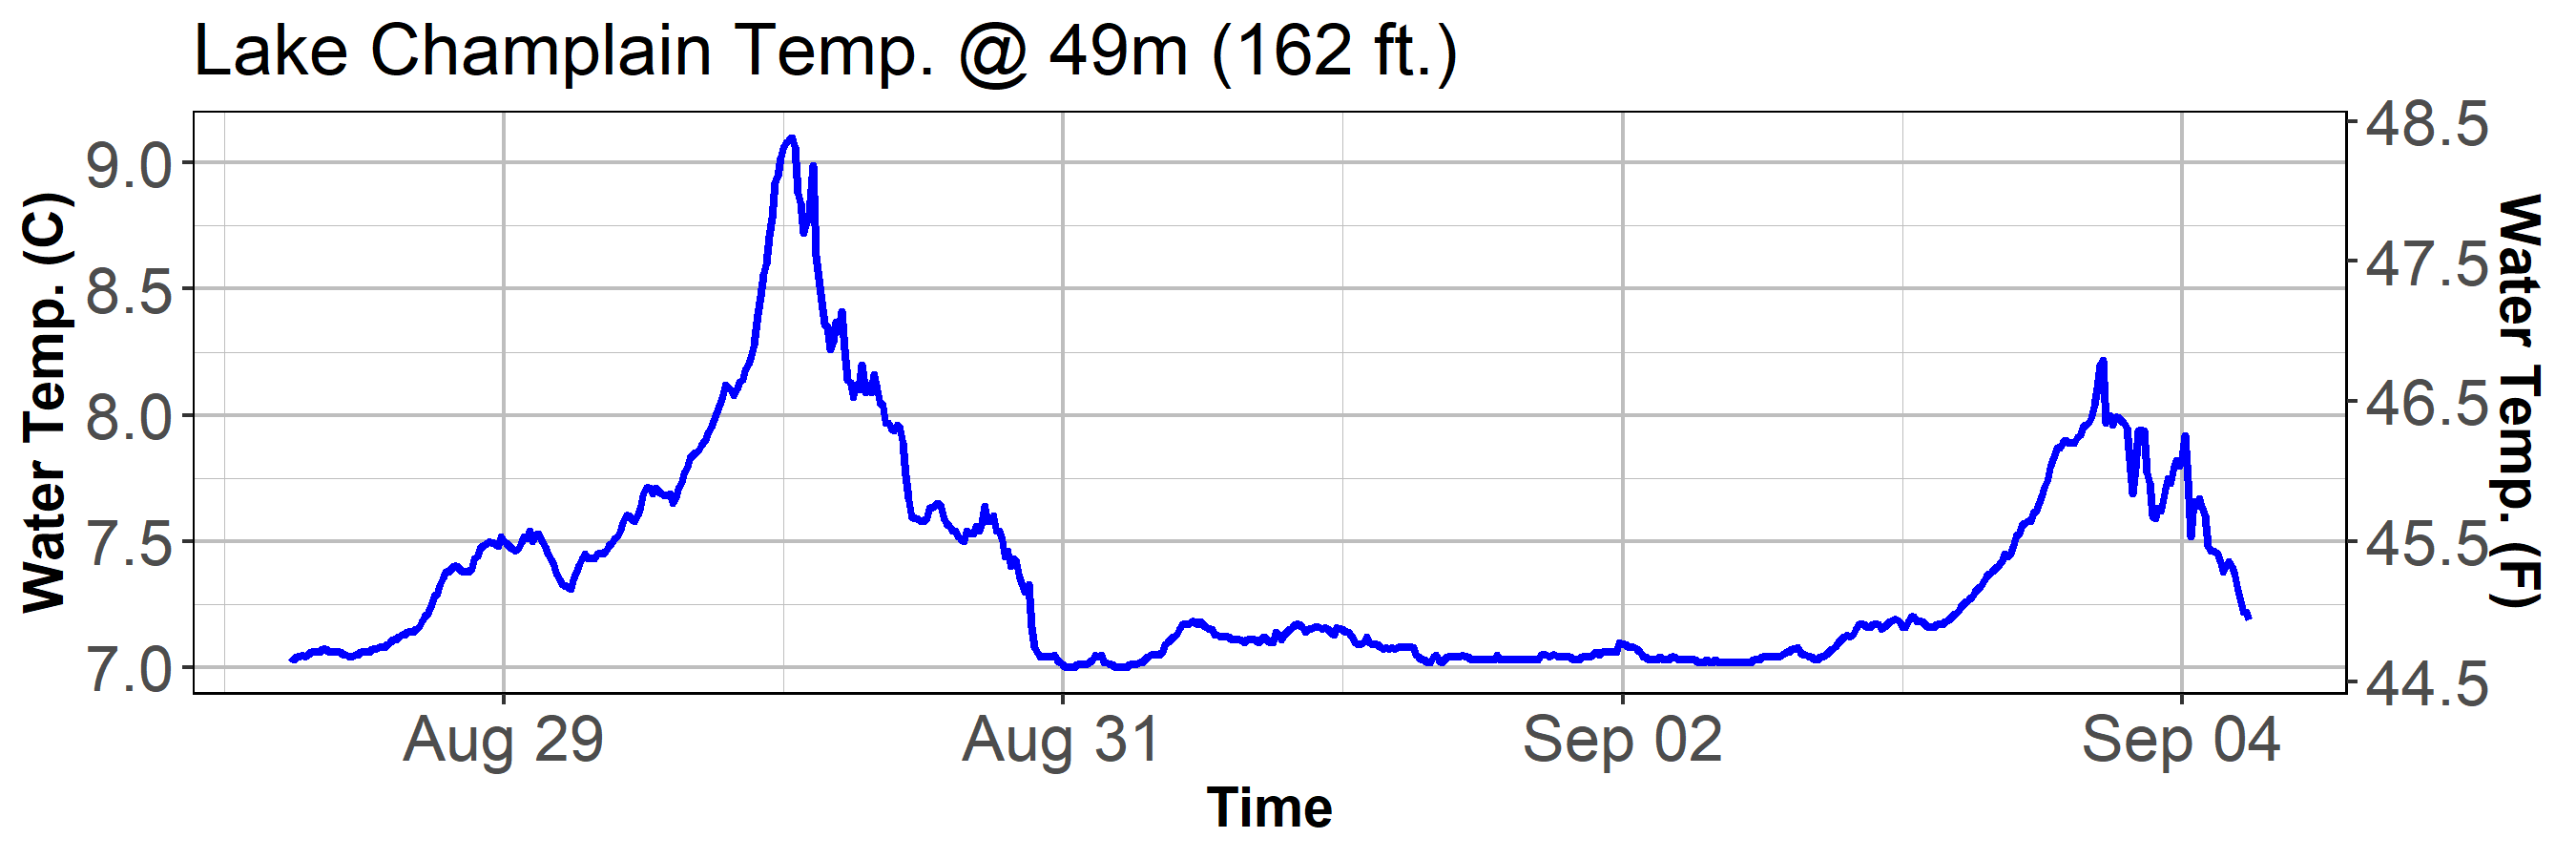 Lake Champlain Temp. @ 49m (162 ft.)
Water Temp. (C)
9.0
8.5
8.0
7.5
7.0
48.5
47.5
46.5
45.5
44.5
Water Temp. (F)
Aug 29
Aug 31
Sep 02
Sep 04
Time